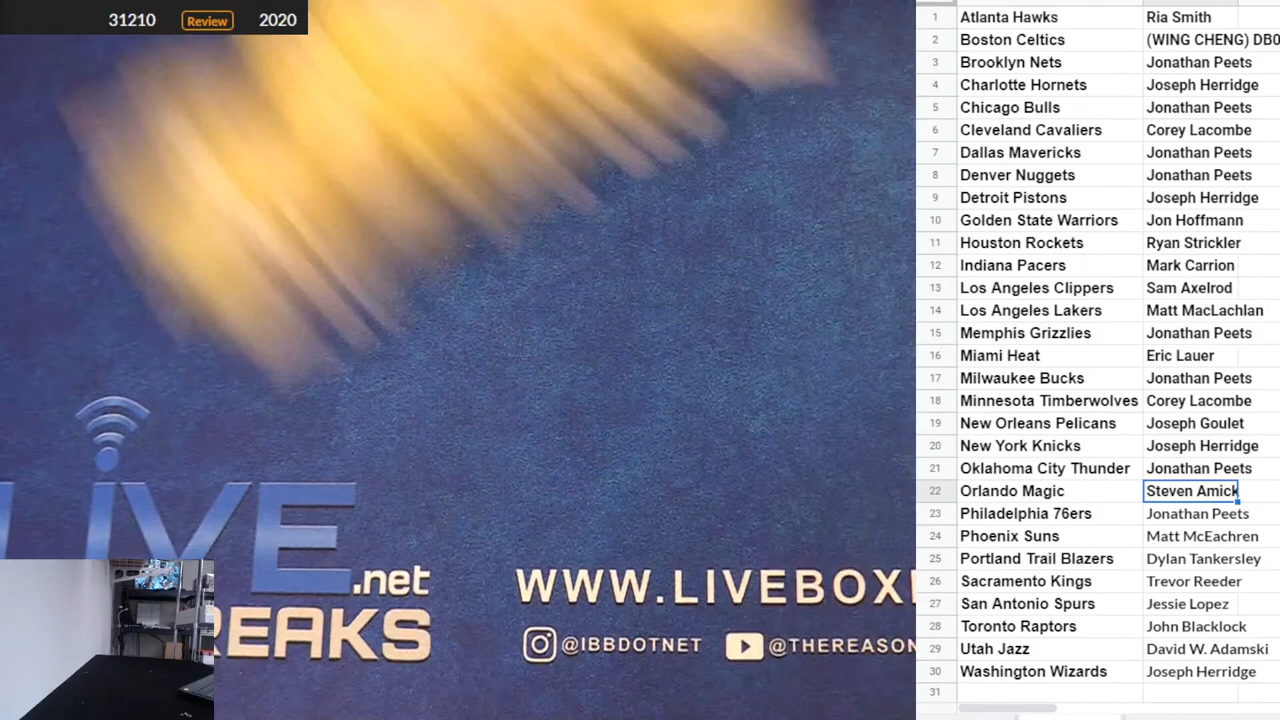 31210 Review 2020
LIVE
.net
REAKS
WWW.LIVEBOX
@IBBDOTNET @THEREASON
1 Atlanta Hawks Ria Smith
2 Boston Celtics (WING CHENG) DB0
3 Brooklyn Nets Jonathan Peets
4 Charlotte Hornets Joseph Herridge
5 Chicago Bulls Jonathan Peets
6 Cleveland Cavaliers Corey Lacombe
7 Dallas Mavericks Jonathan Peets
8 Denver Nuggets Jonathan Peets
9 Detroit Pistons Joseph Herridge
10 Golden State Warriors Jon Hoffmann
11 Houston Rockets Ryan Strickler
12 Indiana Pacers Mark Carrion
13 Los Angeles Clippers Sam Axelrod
14 Los Angeles Lakers Matt MacLachlan
15 Memphis Grizzlies Jonathan Peets
16 Miami Heat Eric Lauer
17 Milwaukee Bucks Jonathan Peets
18 Minnesota Timberwolves Corey Lacombe
19 New Orleans Pelicans Joseph Goulet
20 New York Knicks Joseph Herridge
21 Oklahoma City Thunder Jonathan Peets
22 Orlando Magic Steven Amick
23 Philadelphia 76ers Jonathan Peets
24 Phoenix Suns Matt McEachren
25 Portland Trail Blazers Dylan Tankersley
26 Sacramento Kings Trevor Reeder
27 San Antonio Spurs Jessie Lopez
28 Toronto Raptors John Blacklock
29 Utah Jazz David W. Adamski
30 Washington Wizards Joseph Herridge
31